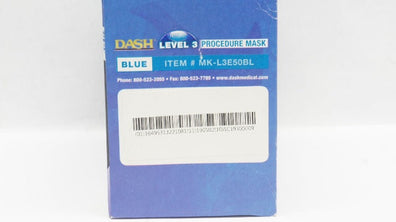 DASH LEVEL 3 PROCEDURE MASK
BLUE ITEM # MK-L3E50BL
Phone: 800-523-2055 • Fax: 800-523-7769 • www.dashmedical.com